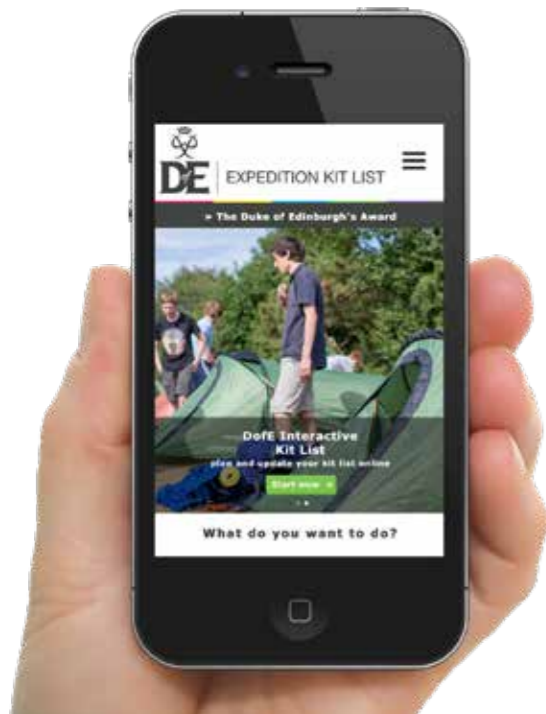 DofE EXPEDITION KIT LIST
» The Duke of Edinburgh's Award
DofE Interactive
Kit List
plan and update your kit list online
Start now »
What do you want to do?